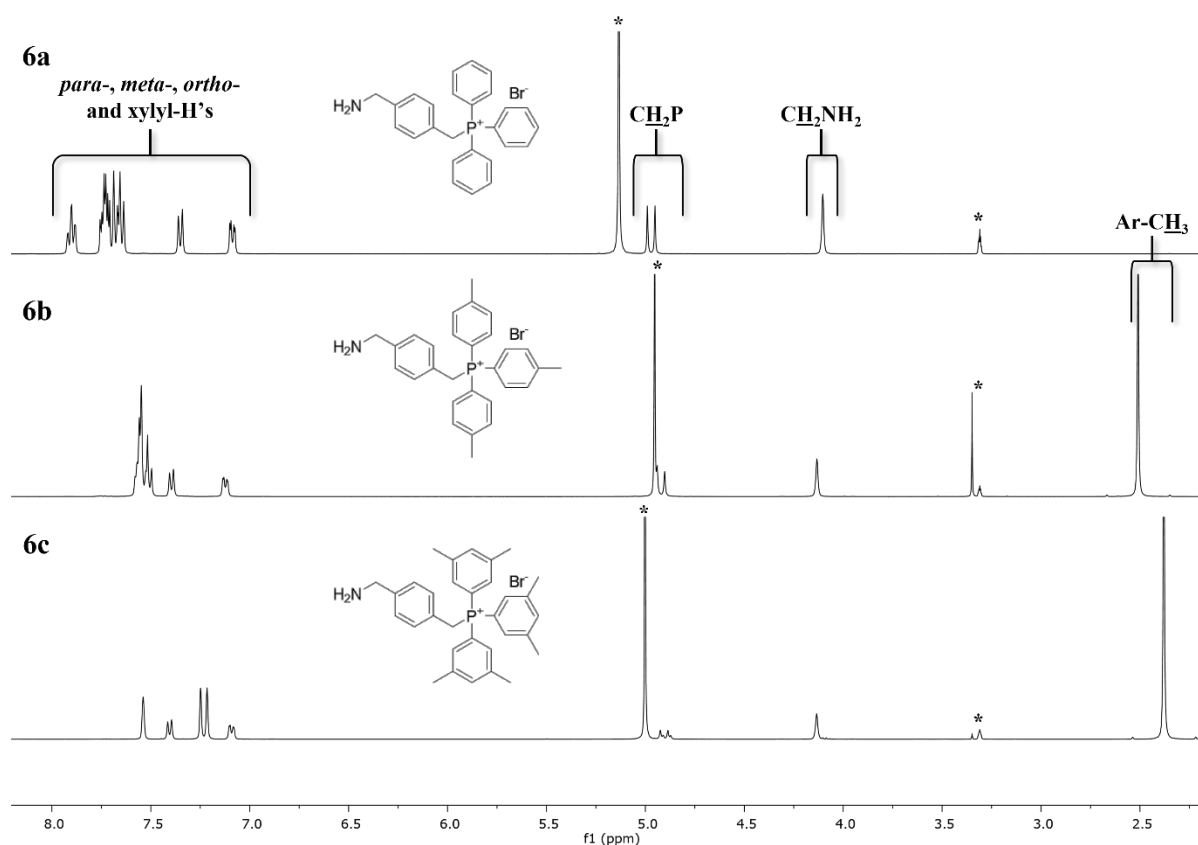 *
6a
para-, meta-, ortho-
and xylyl-H's
H₂N
P⁺
Br⁻
CH₂P
CH₂NH₂
*
Ar-CH₃
*
6b
H₂N
P⁺
Br⁻
*
*
6c
H₂N
P⁺
Br⁻
*
8.0 7.5 7.0 6.5 6.0 5.5 5.0 4.5 4.0 3.5 3.0 2.5
f1 (ppm)